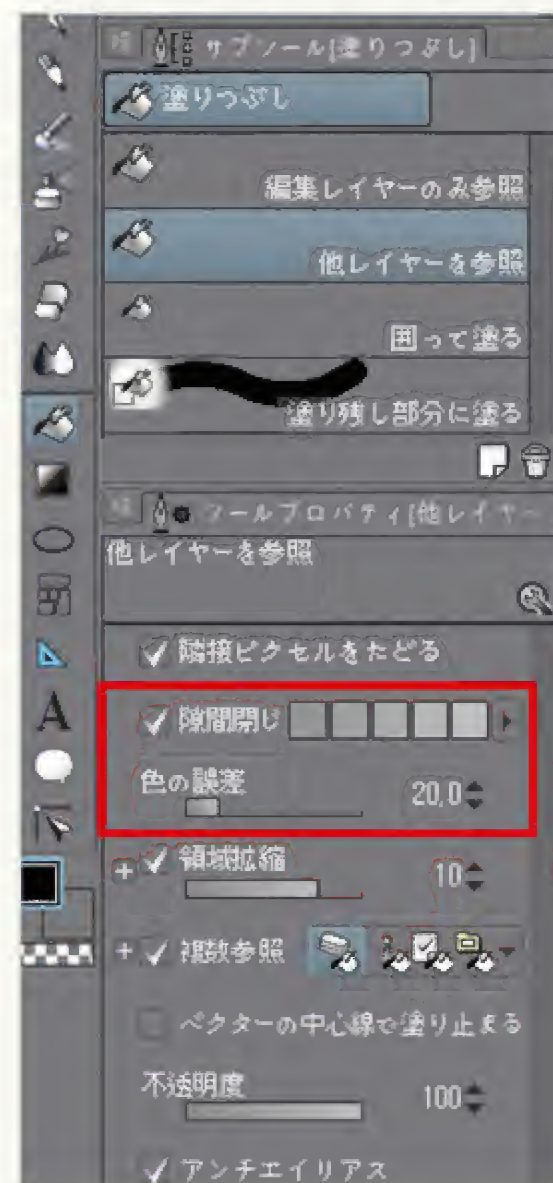 サブツール[塗りつぶし]
塗りつぶし
編集レイヤーのみ参照
他レイヤーを参照
囲って塗る
塗り残し部分に塗る
ツールプロパティ[他レイヤー
他レイヤーを参照
隣接ピクセルをたどる
隙間閉じ
色の誤差 20.0
領域拡縮 10
複数参照
ベクターの中心線で塗り止まる
不透明度 100
アンチエイリアス
A